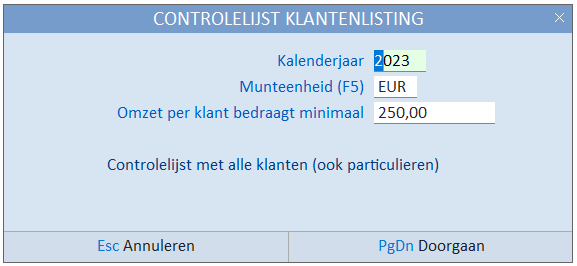 CONTROLELIJST KLANTENLISTING
Kalenderjaar 2023
Munteenheid (F5) EUR
Omzet per klant bedraagt minimaal 250,00
Controlelijst met alle klanten (ook particulieren)
Esc Annuleren PgDn Doorgaan